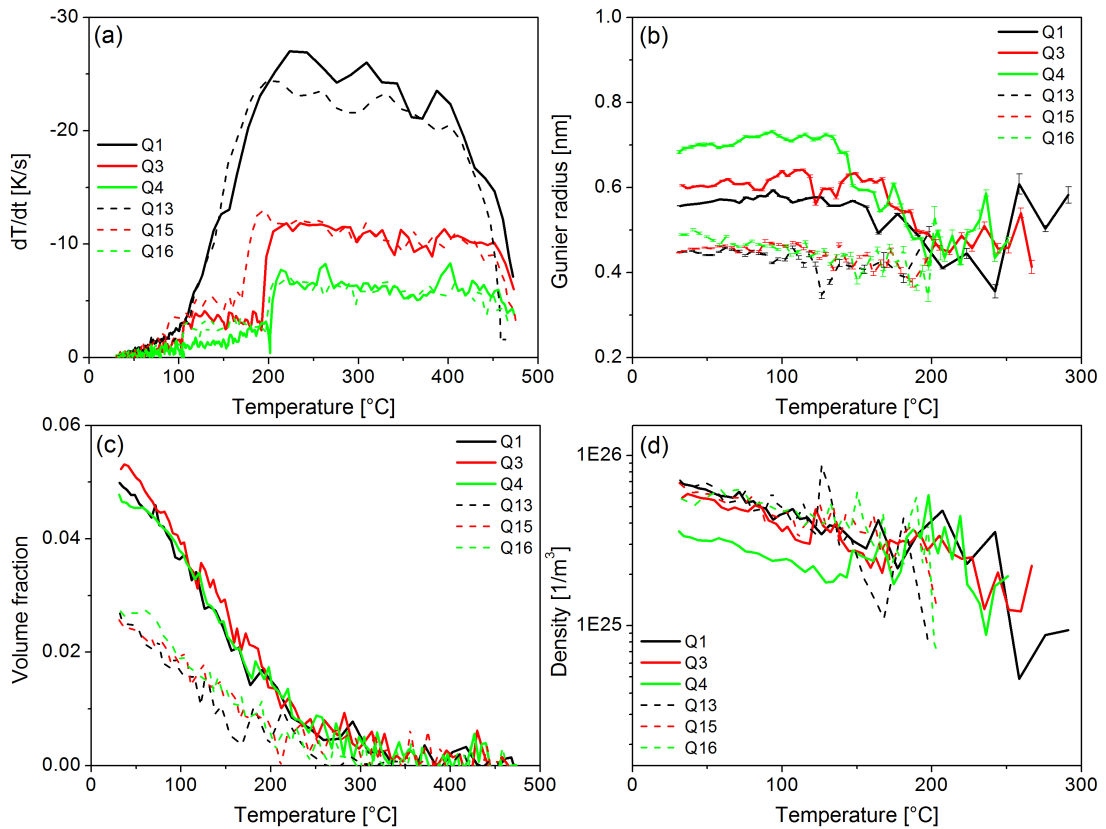 (a)
-30
-20
-10
0
dT/dt [K/s]
Q1
Q3
Q4
Q13
Q15
Q16
0 100 200 300 400 500
Temperature [°C]
(b)
1.0
0.8
0.6
0.4
0.2
Gunier radius [nm]
Q1
Q3
Q4
Q13
Q15
Q16
0 100 200 300
Temperature [°C]
(c)
0.06
0.04
0.02
0.00
Volume fraction
Q1
Q3
Q4
Q13
Q15
Q16
0 100 200 300 400 500
Temperature [°C]
(d)
1E26
1E25
Density [1/m³]
Q1
Q3
Q4
Q13
Q15
Q16
0 100 200 300
Temperature [°C]